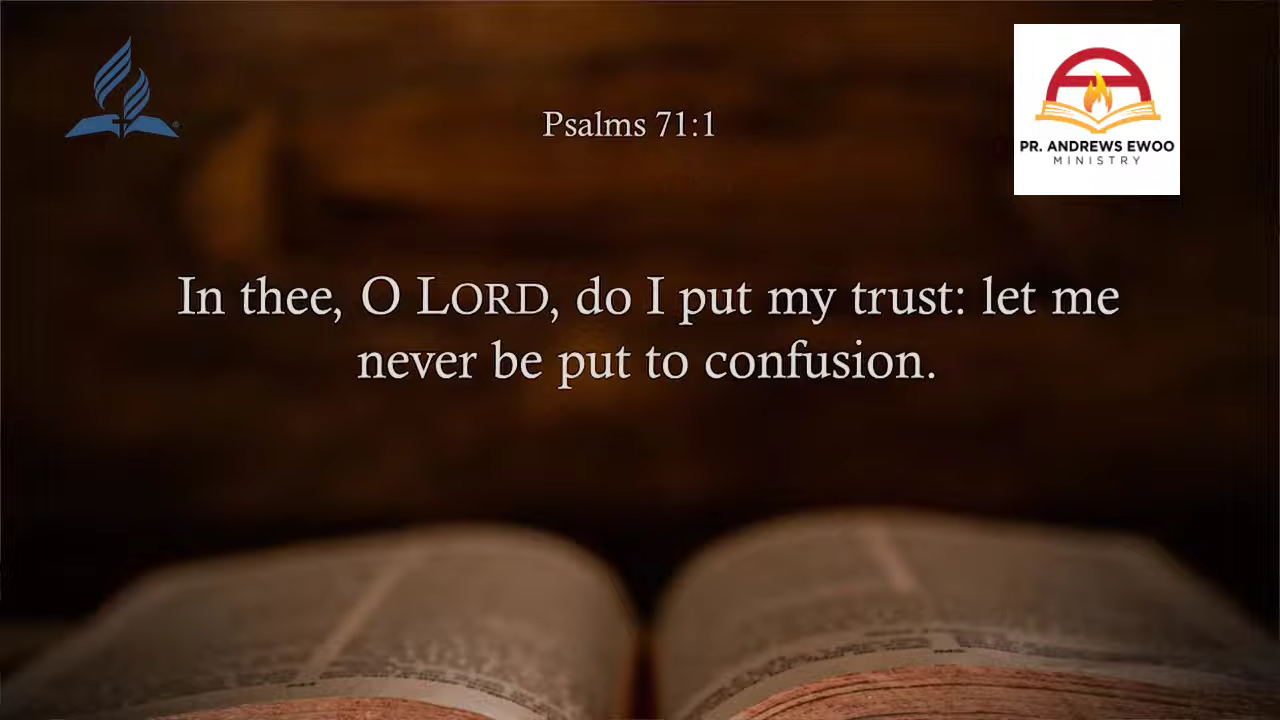 Psalms 71:1
PR. ANDREWS EWOO
MINISTRY
In thee, O LORD, do I put my trust: let me
never be put to confusion.